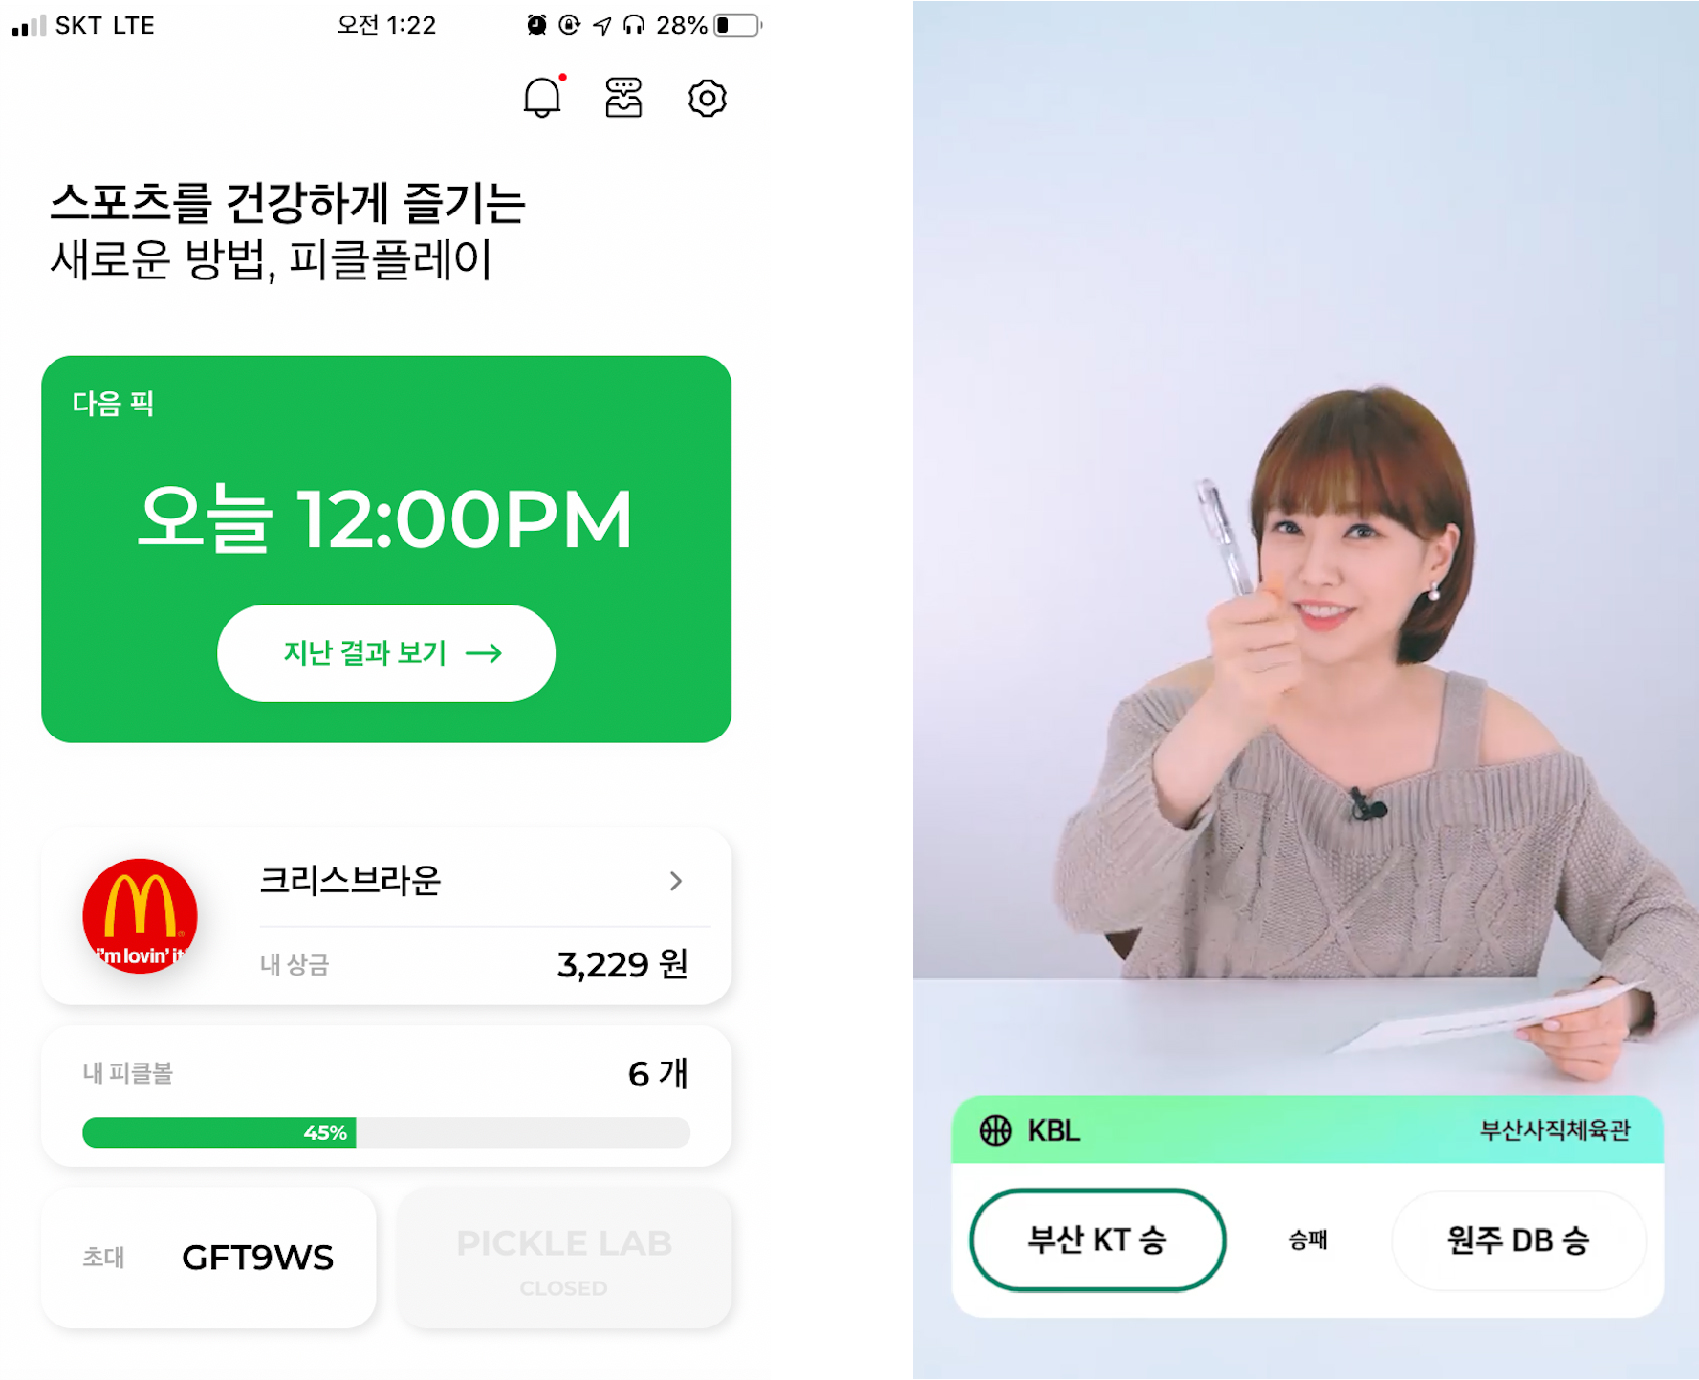 SKT LTE
오전 1:22
28%
스포츠를 건강하게 즐기는
새로운 방법, 피클플레이
다음 픽
오늘 12:00PM
지난 결과 보기
크리스브라운
i'm lovin' it
내 상금
3,229 원
내 피클볼
6 개
45%
초대
GFT9WS
PICKLE LAB
CLOSED
KBL
부산사직체육관
부산 KT 승
승패
원주 DB 승